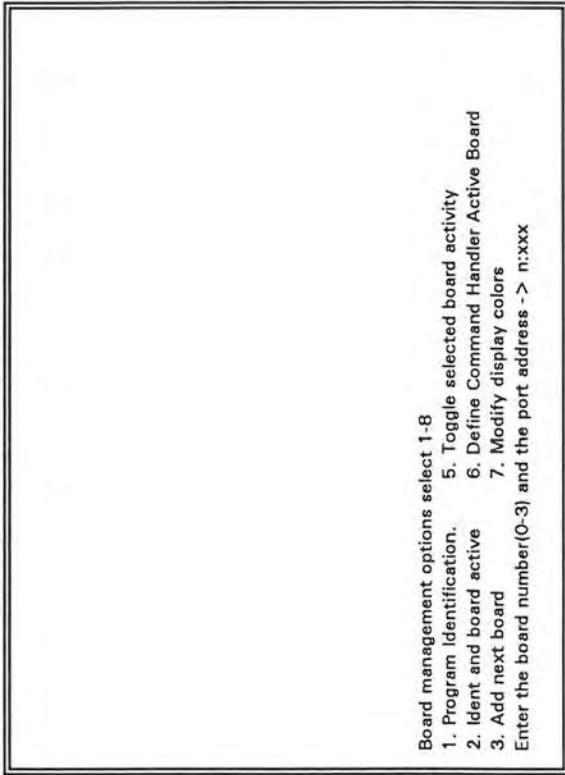 Board management options select 1-8
1. Program Identification. 5. Toggle selected board activity
2. Ident and board active 6. Define Command Handler Active Board
3. Add next board 7. Modify display colors
Enter the board number(0-3) and the port address -> n:xxx